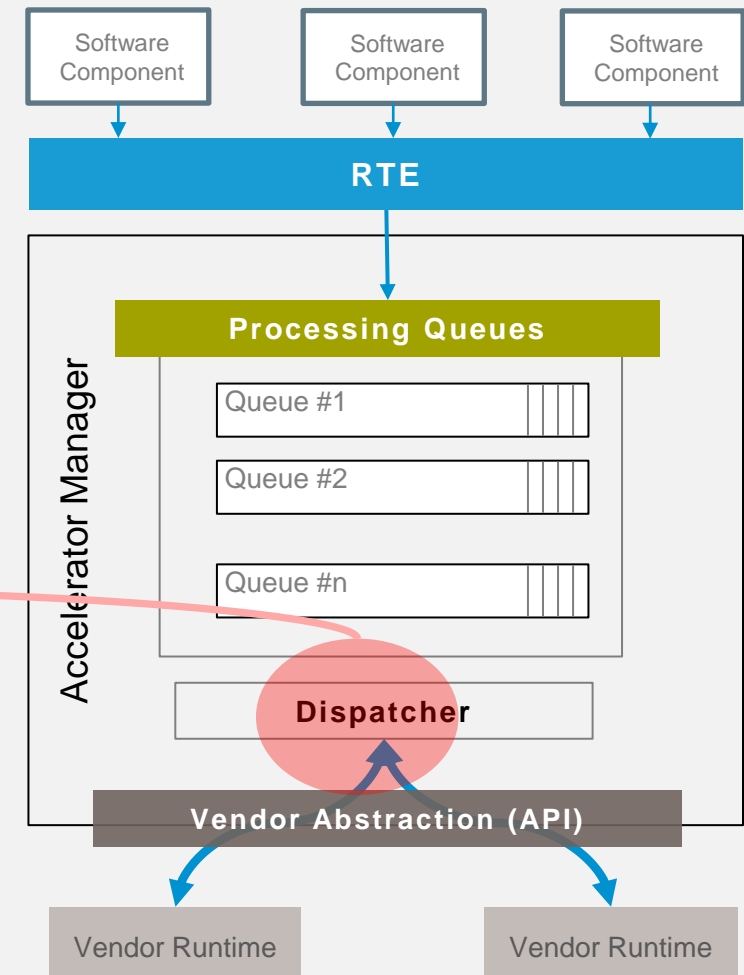 Software
Component
Software
Component
Software
Component
RTE
Accelerator Manager
Processing Queues
Queue #1
Queue #2
Queue #n
Dispatcher
Vendor Abstraction (API)
Vendor Runtime
Vendor Runtime